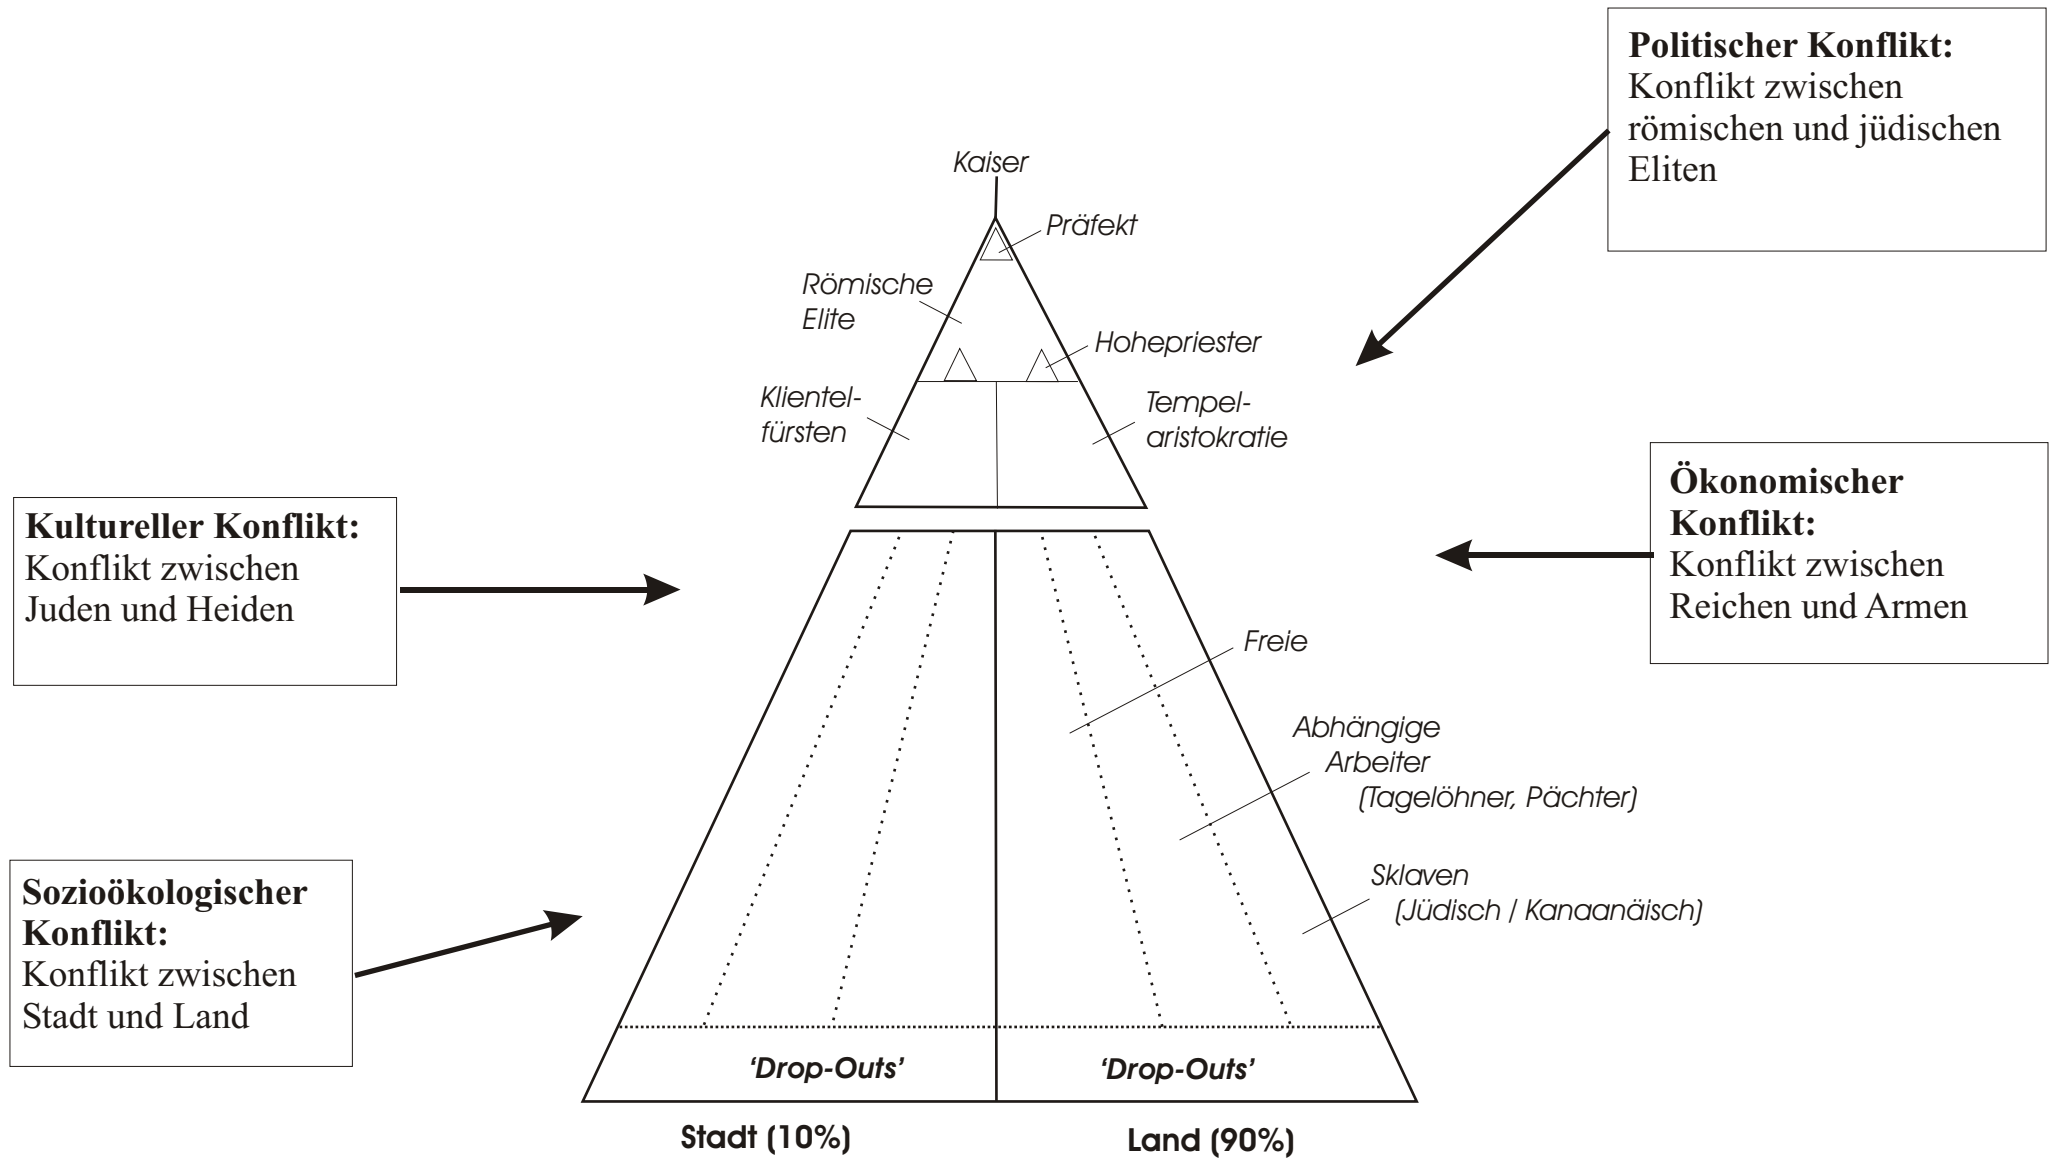 Politischer Konflikt:
Konflikt zwischen
römischen und jüdischen
Eliten
Kaiser
Präfekt
Römische
Elite
Hohepriester
Klientel-
fürsten
Tempel-
aristokratie
Ökonomischer
Konflikt:
Konflikt zwischen
Reichen und Armen
Kultureller Konflikt:
Konflikt zwischen
Juden und Heiden
Freie
Abhängige
Arbeiter
(Tagelöhner, Pächter)
Sklaven
(Jüdisch / Kanaanäisch)
Sozioökologischer
Konflikt:
Konflikt zwischen
Stadt und Land
‘Drop-Outs’
‘Drop-Outs’
Stadt (10%)
Land (90%)